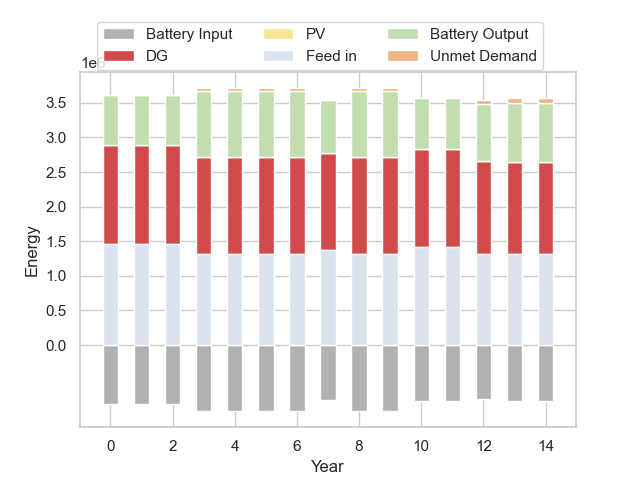 Battery Input PV Battery Output
DG Feed in Unmet Demand
1e6
3.5
3.0
2.5
2.0
1.5
1.0
0.5
0.0
Energy
0 2 4 6 8 10 12 14
Year